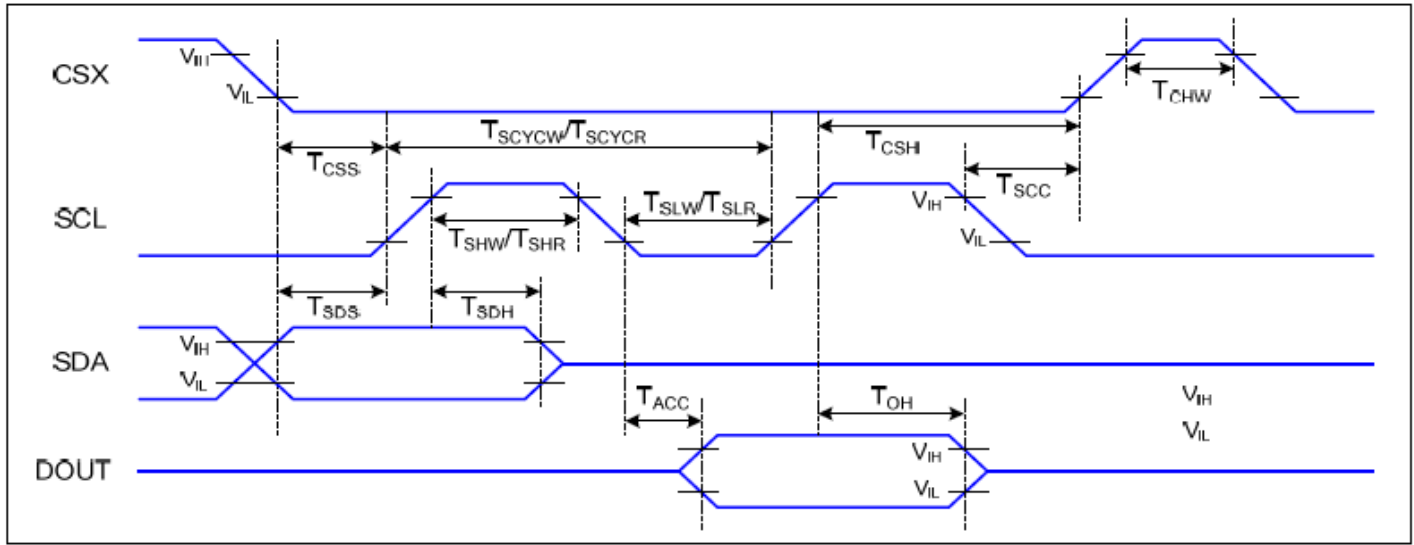 CSX
VIH
VIL
TCHW
TSCYCW/TSCYCR
TCSS
TCSH
TSCC
SCL
TSLW/TSLR
TSHW/TSHR
VIH
VIL
TSDS
TSDH
SDA
VIH
VIL
TACC
TOH
VIH
VIL
DOUT
VIH
VIL